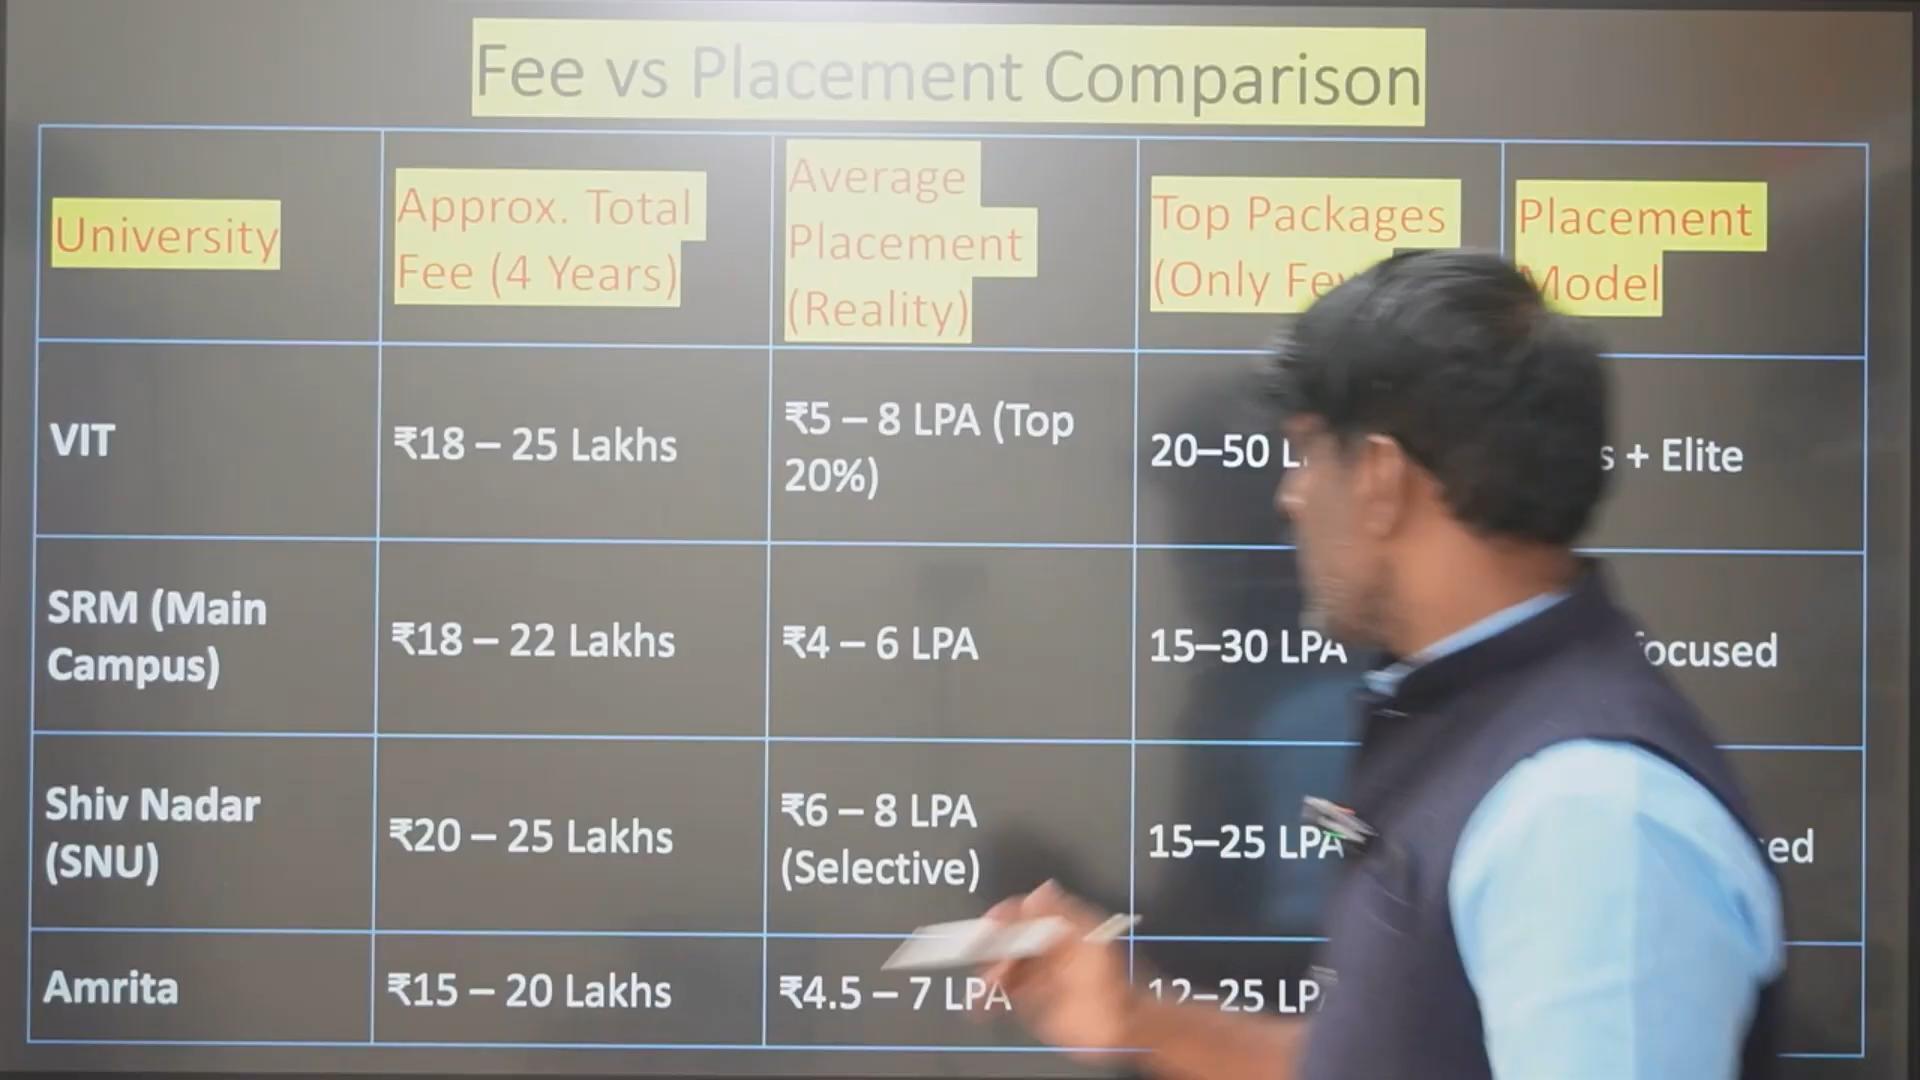 Fee vs Placement Comparison
University
Approx. Total
Fee (4 Years)
Average
Placement
(Reality)
Top Packages
(Only
Placement
Model
VIT
₹18 – 25 Lakhs
₹5 – 8 LPA (Top
20%)
20–50
+ Elite
SRM (Main
Campus)
₹18 – 22 Lakhs
₹4 – 6 LPA
15–30 LPA
Shiv Nadar
(SNU)
₹20 – 25 Lakhs
₹6 – 8 LPA
(Selective)
15–25 LPA
Amrita
₹15 – 20 Lakhs
₹4.5 – 7 LPA
12–25